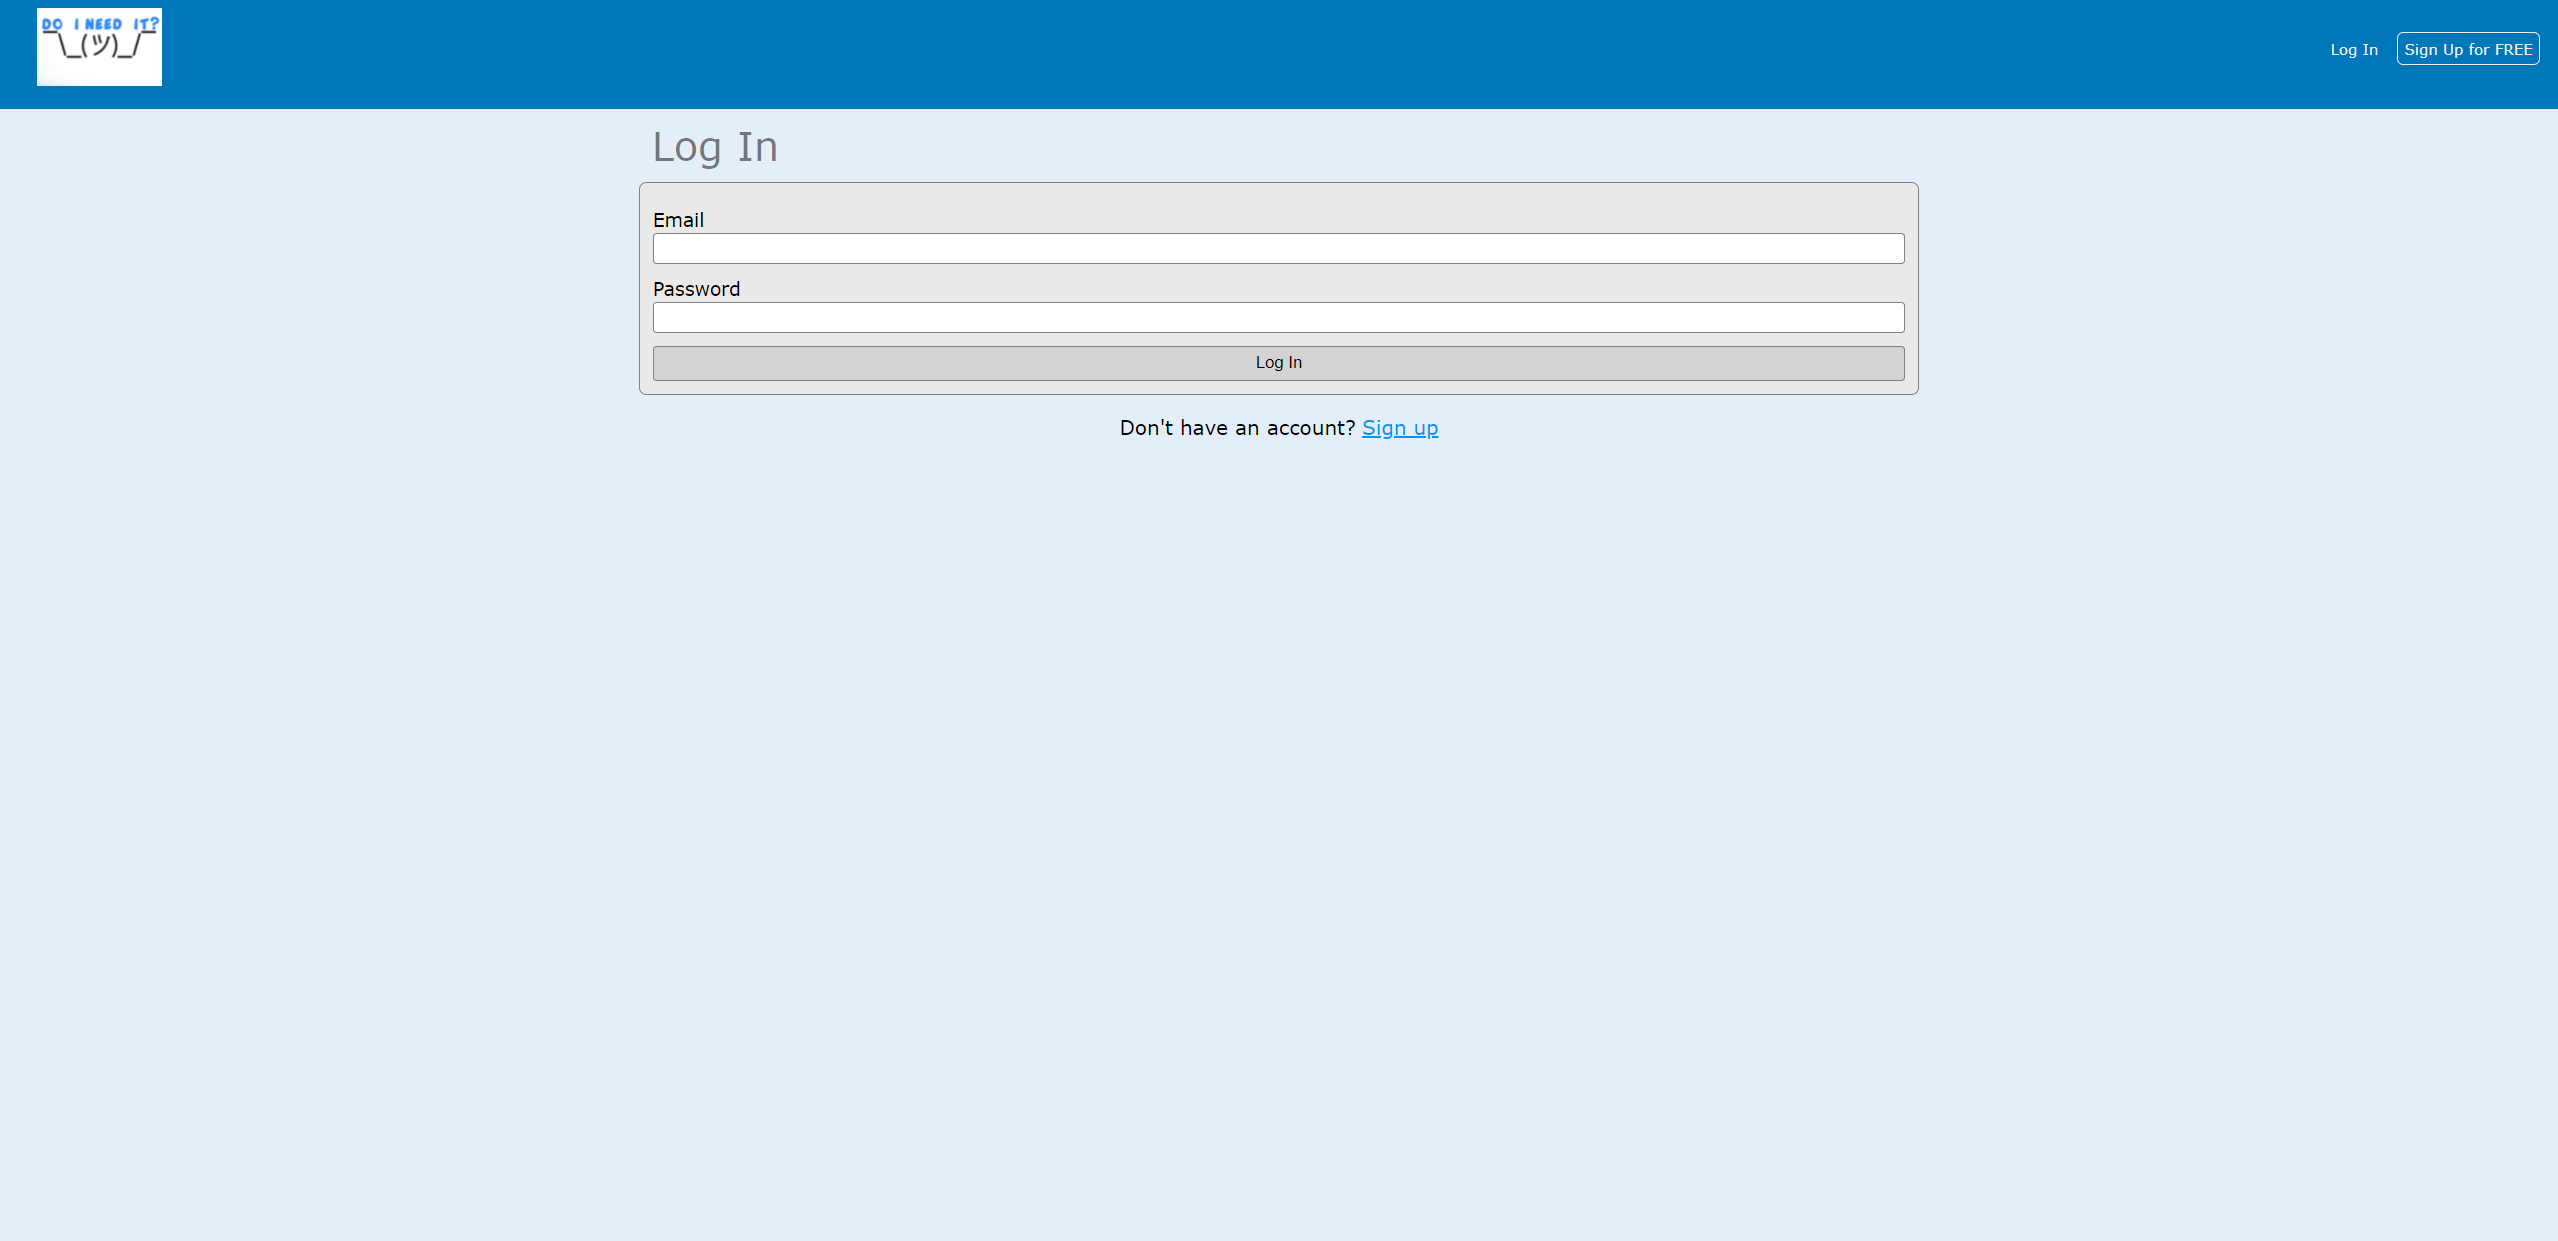 DO I NEED IT?
¯\_(ツ)_/¯
Log In
Sign Up for FREE
Log In
Email
Password
Log In
Don't have an account? Sign up